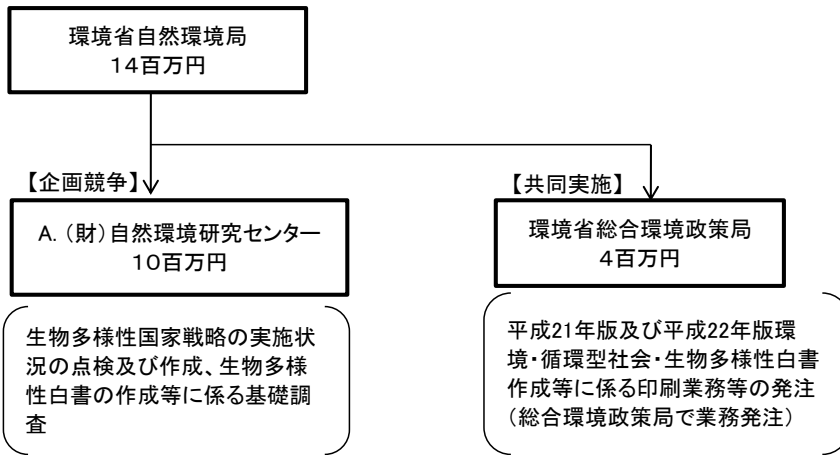 環境省自然環境局
14百万円
【企画競争】
A.（財）自然環境研究センター
10百万円
生物多様性国家戦略の実施状
況の点検及び作成、生物多様
性白書の作成等に係る基礎調
査
【共同実施】
環境省総合環境政策局
4百万円
平成21年版及び平成22年版環
境・循環型社会・生物多様性白書
作成等に係る印刷業務等の発注
（総合環境政策局で業務発注）